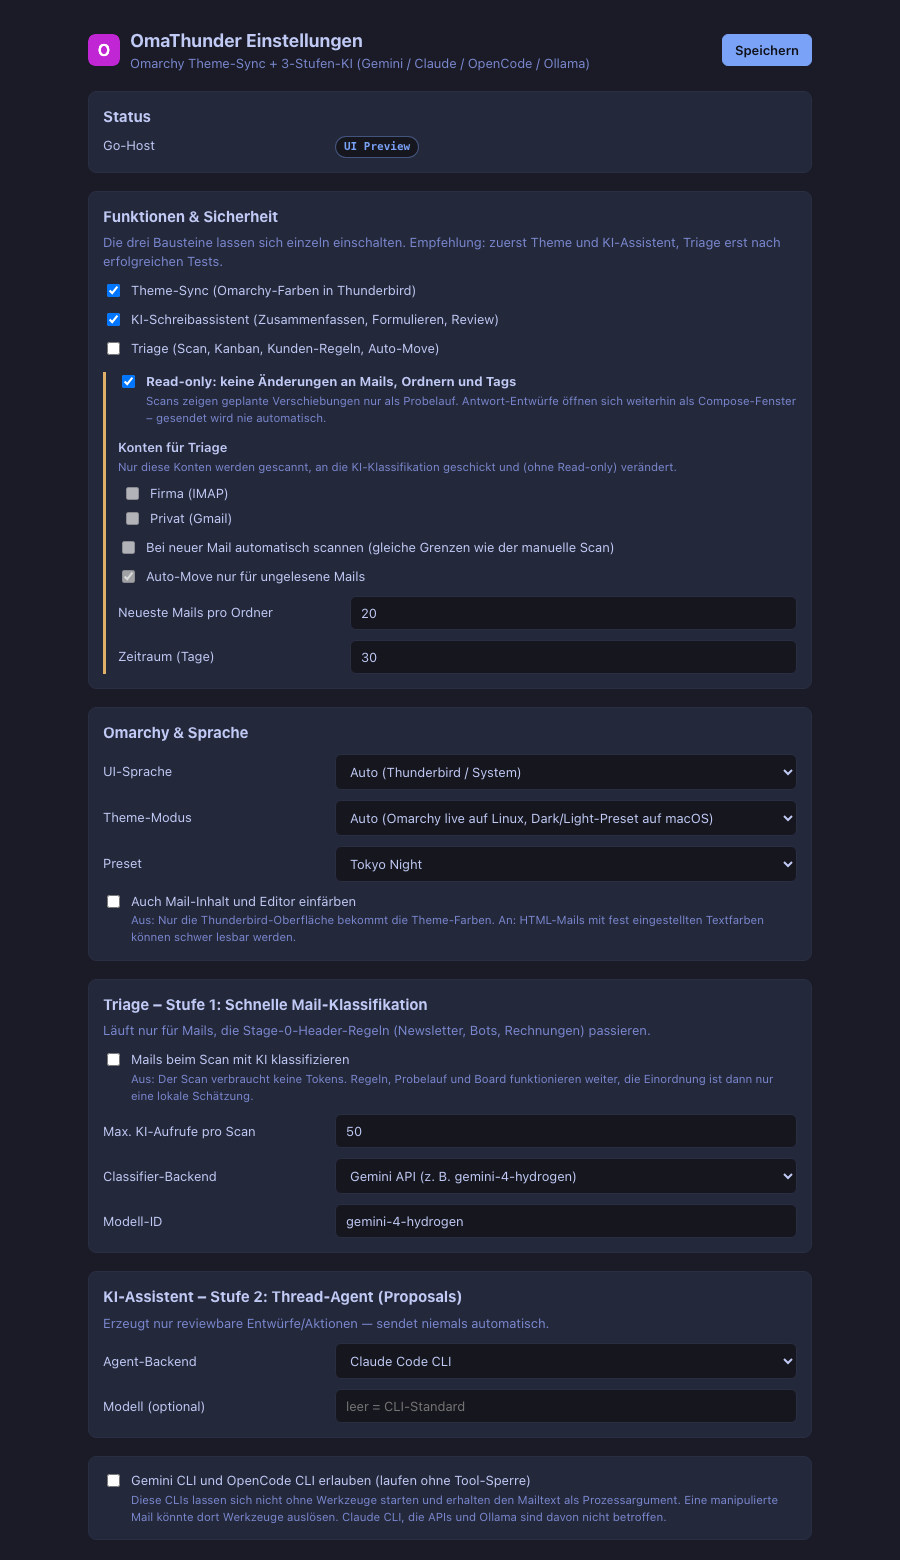 O
OmaThunder Einstellungen
Omarchy Theme-Sync + 3-Stufen-KI (Gemini / Claude / OpenCode / Ollama)
Speichern
Status
Go-Host
UI Preview
Funktionen & Sicherheit
Die drei Bausteine lassen sich einzeln einschalten. Empfehlung: zuerst Theme und KI-Assistent, Triage erst nach
erfolgreichen Tests.
Theme-Sync (Omarchy-Farben in Thunderbird)
KI-Schreibassistent (Zusammenfassen, Formulieren, Review)
Triage (Scan, Kanban, Kunden-Regeln, Auto-Move)
Read-only: keine Änderungen an Mails, Ordnern und Tags
Scans zeigen geplante Verschiebungen nur als Probelauf. Antwort-Entwürfe öffnen sich weiterhin als Compose-Fenster
– gesendet wird nie automatisch.
Konten für Triage
Nur diese Konten werden gescannt, an die KI-Klassifikation geschickt und (ohne Read-only) verändert.
Firma (IMAP)
Privat (Gmail)
Bei neuer Mail automatisch scannen (gleiche Grenzen wie der manuelle Scan)
Auto-Move nur für ungelesene Mails
Neueste Mails pro Ordner
20
Zeitraum (Tage)
30
Omarchy & Sprache
UI-Sprache
Auto (Thunderbird / System)
Theme-Modus
Auto (Omarchy live auf Linux, Dark/Light-Preset auf macOS)
Preset
Tokyo Night
Auch Mail-Inhalt und Editor einfärben
Aus: Nur die Thunderbird-Oberfläche bekommt die Theme-Farben. An: HTML-Mails mit fest eingestellten Textfarben
können schwer lesbar werden.
Triage – Stufe 1: Schnelle Mail-Klassifikation
Läuft nur für Mails, die Stage-0-Header-Regeln (Newsletter, Bots, Rechnungen) passieren.
Mails beim Scan mit KI klassifizieren
Aus: Der Scan verbraucht keine Tokens. Regeln, Probelauf und Board funktionieren weiter, die Einordnung ist dann nur
eine lokale Schätzung.
Max. KI-Aufrufe pro Scan
50
Classifier-Backend
Gemini API (z. B. gemini-4-hydrogen)
Modell-ID
gemini-4-hydrogen
KI-Assistent – Stufe 2: Thread-Agent (Proposals)
Erzeugt nur reviewbare Entwürfe/Aktionen — sendet niemals automatisch.
Agent-Backend
Claude Code CLI
Modell (optional)
leer = CLI-Standard
Gemini CLI und OpenCode CLI erlauben (laufen ohne Tool-Sperre)
Diese CLIs lassen sich nicht ohne Werkzeuge starten und erhalten den Mailtext als Prozessargument. Eine manipulierte
Mail könnte dort Werkzeuge auslösen. Claude CLI, die APIs und Ollama sind davon nicht betroffen.